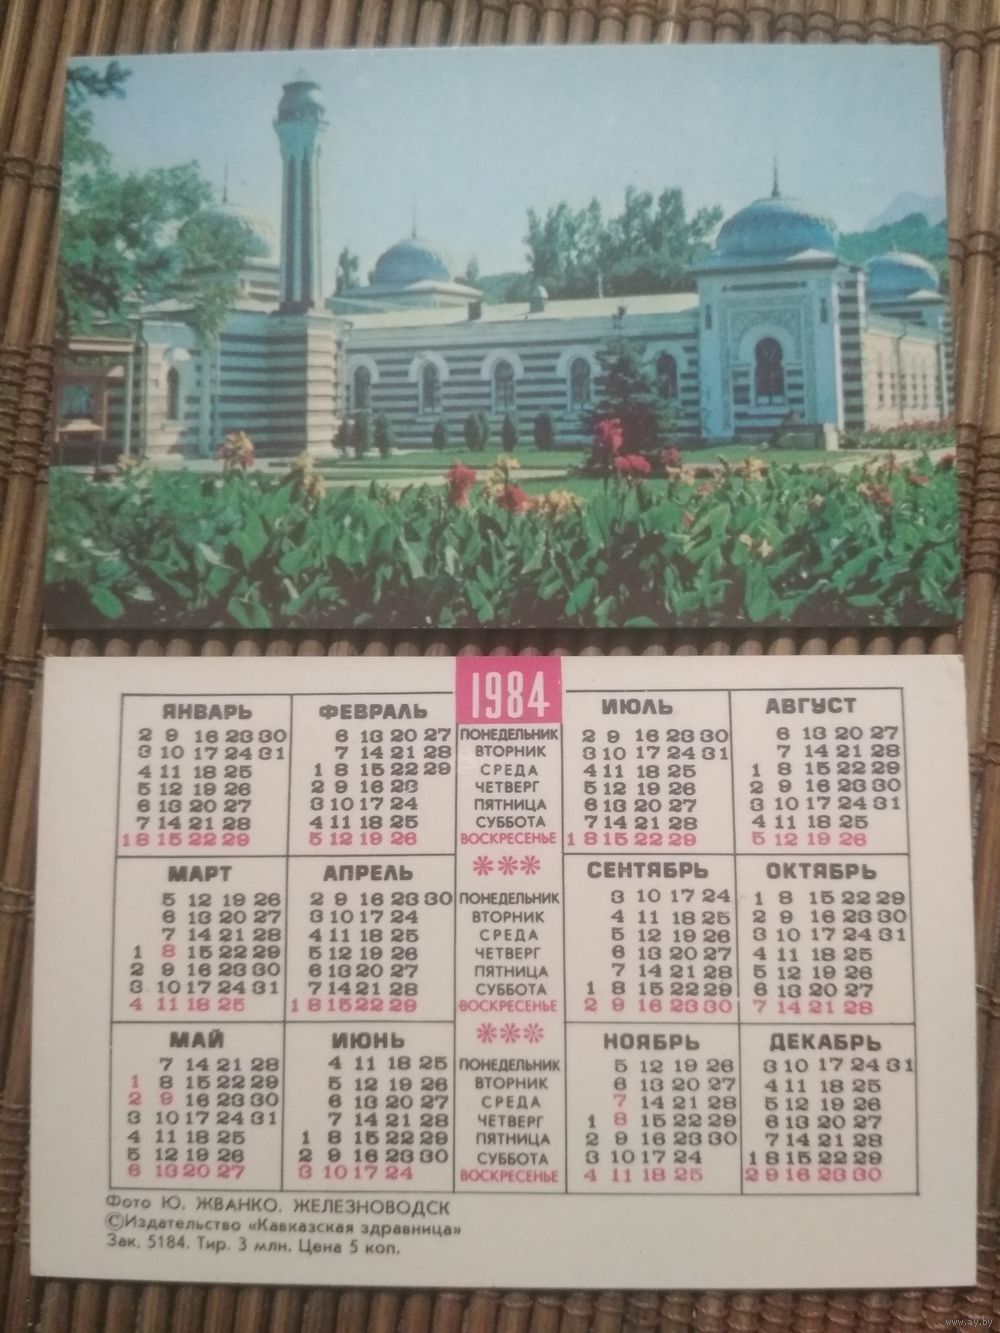 1984
ЯНВАРЬ
2 9 16 23 30
3 10 17 24 31
4 11 18 25
5 12 19 26
6 13 20 27
7 14 21 28
1 8 15 22 29
ФЕВРАЛЬ
6 13 20 27
7 14 21 28
1 8 15 22 29
2 9 16 23
3 10 17 24
4 11 18 25
5 12 19 26
ПОНЕДЕЛЬНИК
ВТОРНИК
СРЕДА
ЧЕТВЕРГ
ПЯТНИЦА
СУББОТА
ВОСКРЕСЕНЬЕ
ИЮЛЬ
2 9 16 23 30
3 10 17 24 31
4 11 18 25
5 12 19 26
6 13 20 27
7 14 21 28
1 8 15 22 29
АВГУСТ
6 13 20 27
7 14 21 28
1 8 15 22 29
2 9 16 23 30
3 10 17 24 31
4 11 18 25
5 12 19 26
МАРТ
5 12 19 26
6 13 20 27
7 14 21 28
1 8 15 22 29
2 9 16 23 30
3 10 17 24 31
4 11 18 25
АПРЕЛЬ
2 9 16 23 30
3 10 17 24
4 11 18 25
5 12 19 26
6 13 20 27
7 14 21 28
1 8 15 22 29
***
ПОНЕДЕЛЬНИК
ВТОРНИК
СРЕДА
ЧЕТВЕРГ
ПЯТНИЦА
СУББОТА
ВОСКРЕСЕНЬЕ
СЕНТЯБРЬ
3 10 17 24
4 11 18 25
5 12 19 26
6 13 20 27
7 14 21 28
1 8 15 22 29
2 9 16 23 30
ОКТЯБРЬ
1 8 15 22 29
2 9 16 23 30
3 10 17 24 31
4 11 18 25
5 12 19 26
6 13 20 27
7 14 21 28
МАЙ
7 14 21 28
1 8 15 22 29
2 9 16 23 30
3 10 17 24 31
4 11 18 25
5 12 19 26
6 13 20 27
ИЮНЬ
4 11 18 25
5 12 19 26
6 13 20 27
7 14 21 28
1 8 15 22 29
2 9 16 23 30
3 10 17 24
***
ПОНЕДЕЛЬНИК
ВТОРНИК
СРЕДА
ЧЕТВЕРГ
ПЯТНИЦА
СУББОТА
ВОСКРЕСЕНЬЕ
НОЯБРЬ
5 12 19 26
6 13 20 27
7 14 21 28
1 8 15 22 29
2 9 16 23 30
3 10 17 24
4 11 18 25
ДЕКАБРЬ
3 10 17 24 31
4 11 18 25
5 12 19 26
6 13 20 27
7 14 21 28
1 8 15 22 29
2 9 16 23 30
Фото Ю. ЖВАНКО. ЖЕЛЕЗНОВОДСК
©Издательство «Кавказская здравница»
Зак. 5184. Тир. 3 млн. Цена 5 коп.
www.ay.by